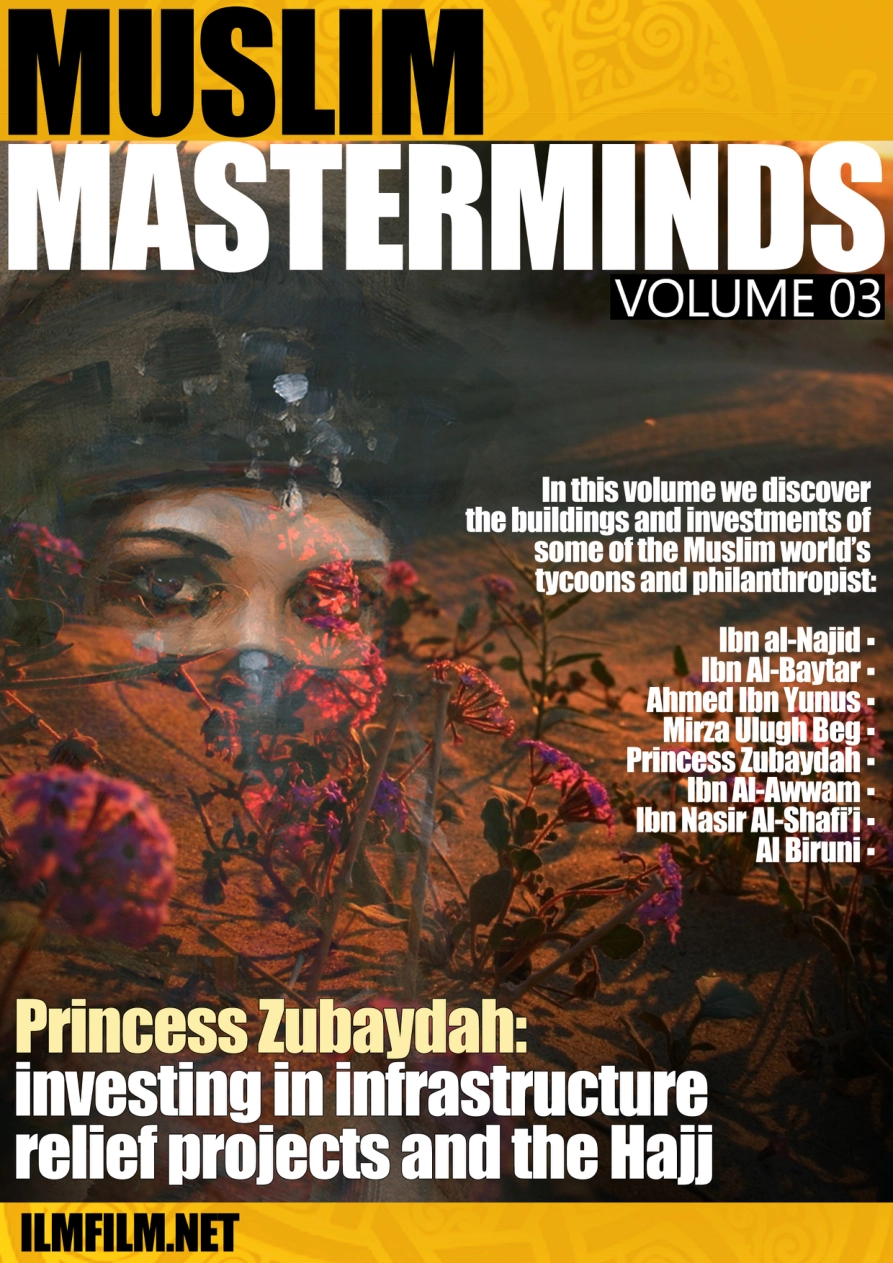 MUSLIM
MASTERMINDS
VOLUME 03
In this volume we discover
the buildings and investments of
some of the Muslim world's
tycoons and philanthropist:
Ibn al-Najid ·
Ibn Al-Baytar ·
Ahmed Ibn Yunus ·
Mirza Ulugh Beg ·
Princess Zubaydah ·
Ibn Al-Awwam ·
Ibn Nasir Al-Shafi'i ·
Al Biruni ·
Princess Zubaydah:
investing in infrastructure
relief projects and the Hajj
ILMFILM.NET